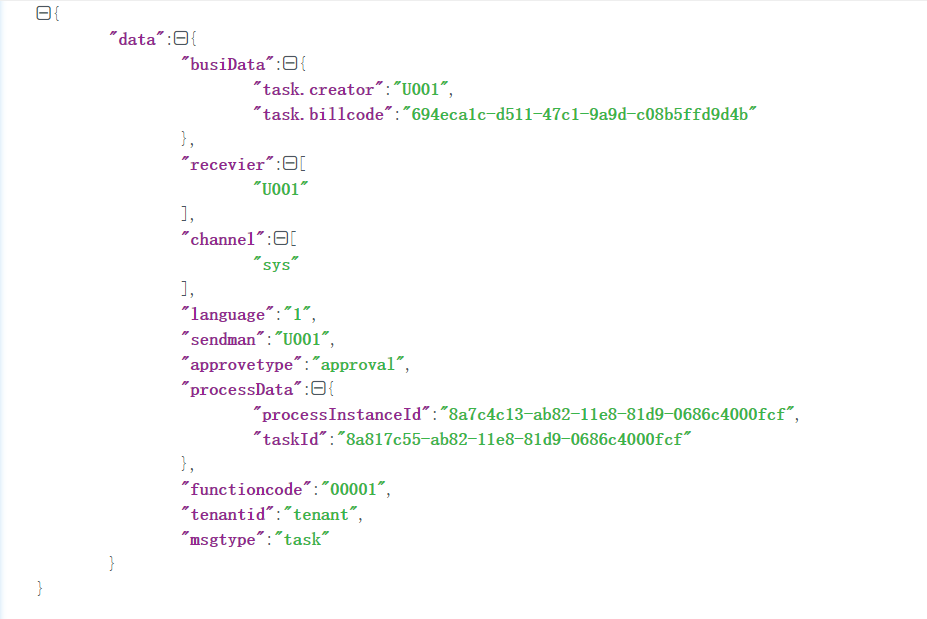 {
"data":{
"busiData":{
"task.creator":"U001",
"task.billcode":"694eca1c-d511-47c1-9a9d-c08b5ffd9d4b"
},
"recevier":[
"U001"
],
"channel":[
"sys"
],
"language":"1",
"sendman":"U001",
"approvetype":"approval",
"processData":{
"processInstanceId":"8a7c4c13-ab82-11e8-81d9-0686c4000fcf",
"taskId":"8a817c55-ab82-11e8-81d9-0686c4000fcf"
},
"functioncode":"00001",
"tenantid":"tenant",
"msgtype":"task"
}
}